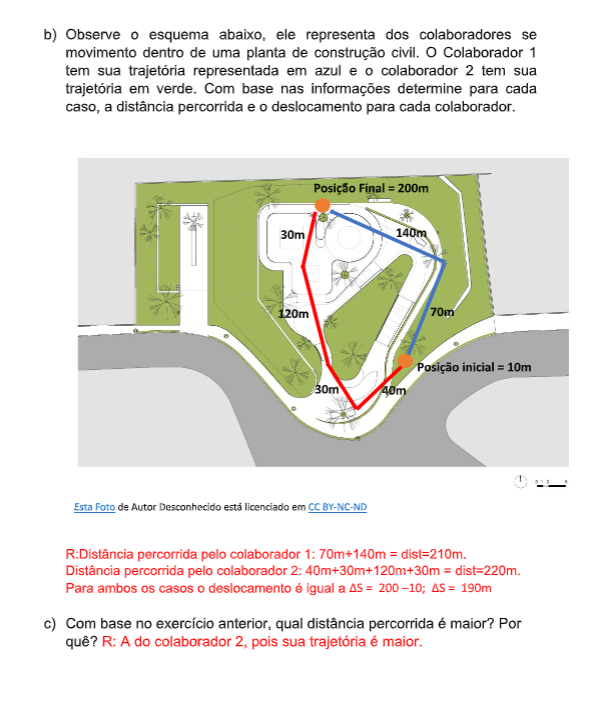 b) Observe o esquema abaixo, ele representa dos colaboradores se
movimento dentro de uma planta de construção civil. O Colaborador 1
tem sua trajetória representada em azul e o colaborador 2 tem sua
trajetória em verde. Com base nas informações determine para cada
caso, a distância percorrida e o deslocamento para cada colaborador.
Posição Final = 200m
30m
140m
120m
70m
Posição inicial = 10m
30m
40m
Esta Foto de Autor Desconhecido está licenciado em CC BY-NC-ND
R:Distância percorrida pelo colaborador 1: 70m+140m = dist=210m.
Distância percorrida pelo colaborador 2: 40m+30m+120m+30m = dist=220m.
Para ambos os casos o deslocamento é igual a ΔS = 200 –10; ΔS = 190m
c) Com base no exercício anterior, qual distância percorrida é maior? Por
quê? R: A do colaborador 2, pois sua trajetória é maior.